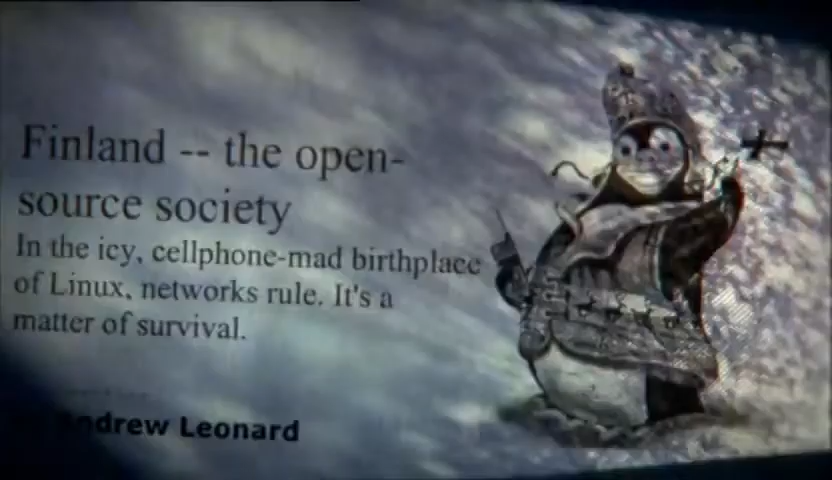 Finland -- the open-
source society
In the icy, cellphone-mad birthplace
of Linux, networks rule. It's a
matter of survival.
Andrew Leonard